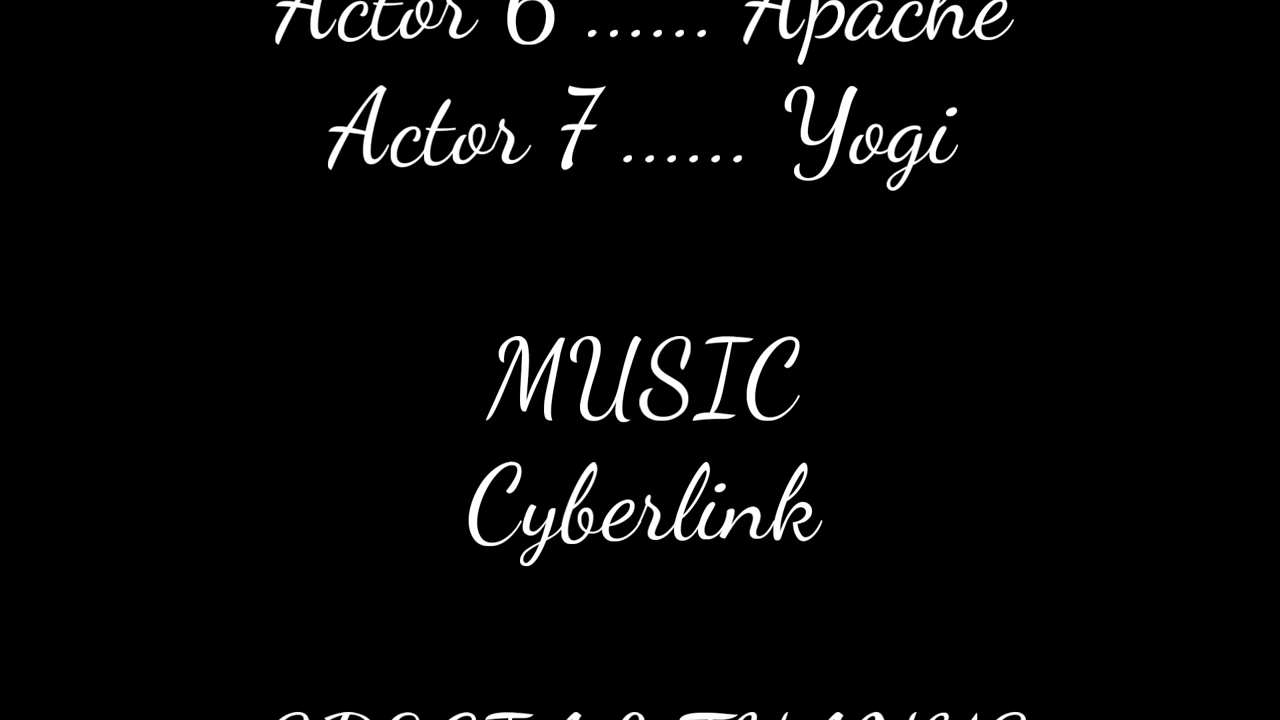 Actor 6 ...... Apache
Actor 7 ...... Yogi
MUSIC
Cyberlink